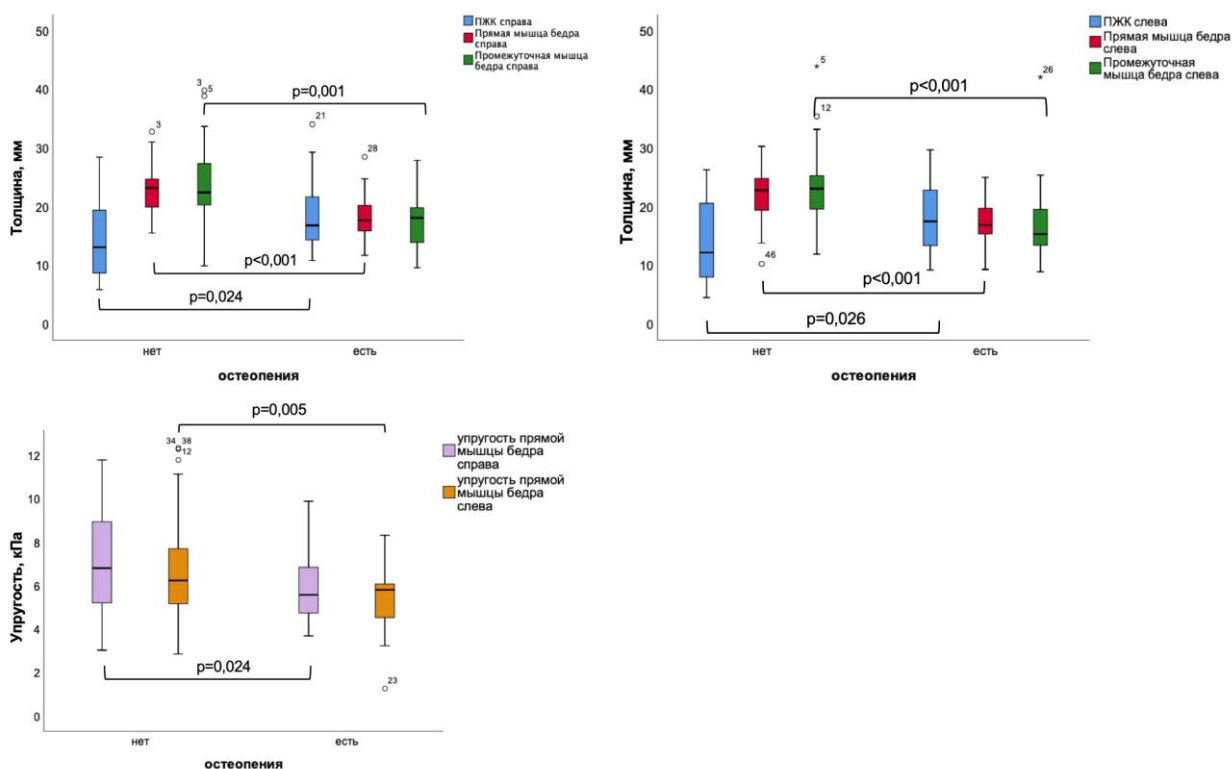 50
40
30
20
10
0
Толщина, мм
ПЖК справа
Прямая мышца бедра
справа
Промежуточная мышца
бедра справа
3
3
5
21
28
p=0,001
p<0,001
p=0,024
нет
есть
остеопения
50
40
30
20
10
0
Толщина, мм
ПЖК слева
Прямая мышца бедра
слева
Промежуточная
мышца бедра слева
5
12
26
46
p<0,001
p<0,001
p=0,026
нет
есть
остеопения
12
10
8
6
4
2
0
Упругость, кПа
упругость прямой
мышцы бедра
справа
упругость прямой
мышцы бедра
слева
p=0,005
34 38
12
23
p=0,024
нет
есть
остеопения